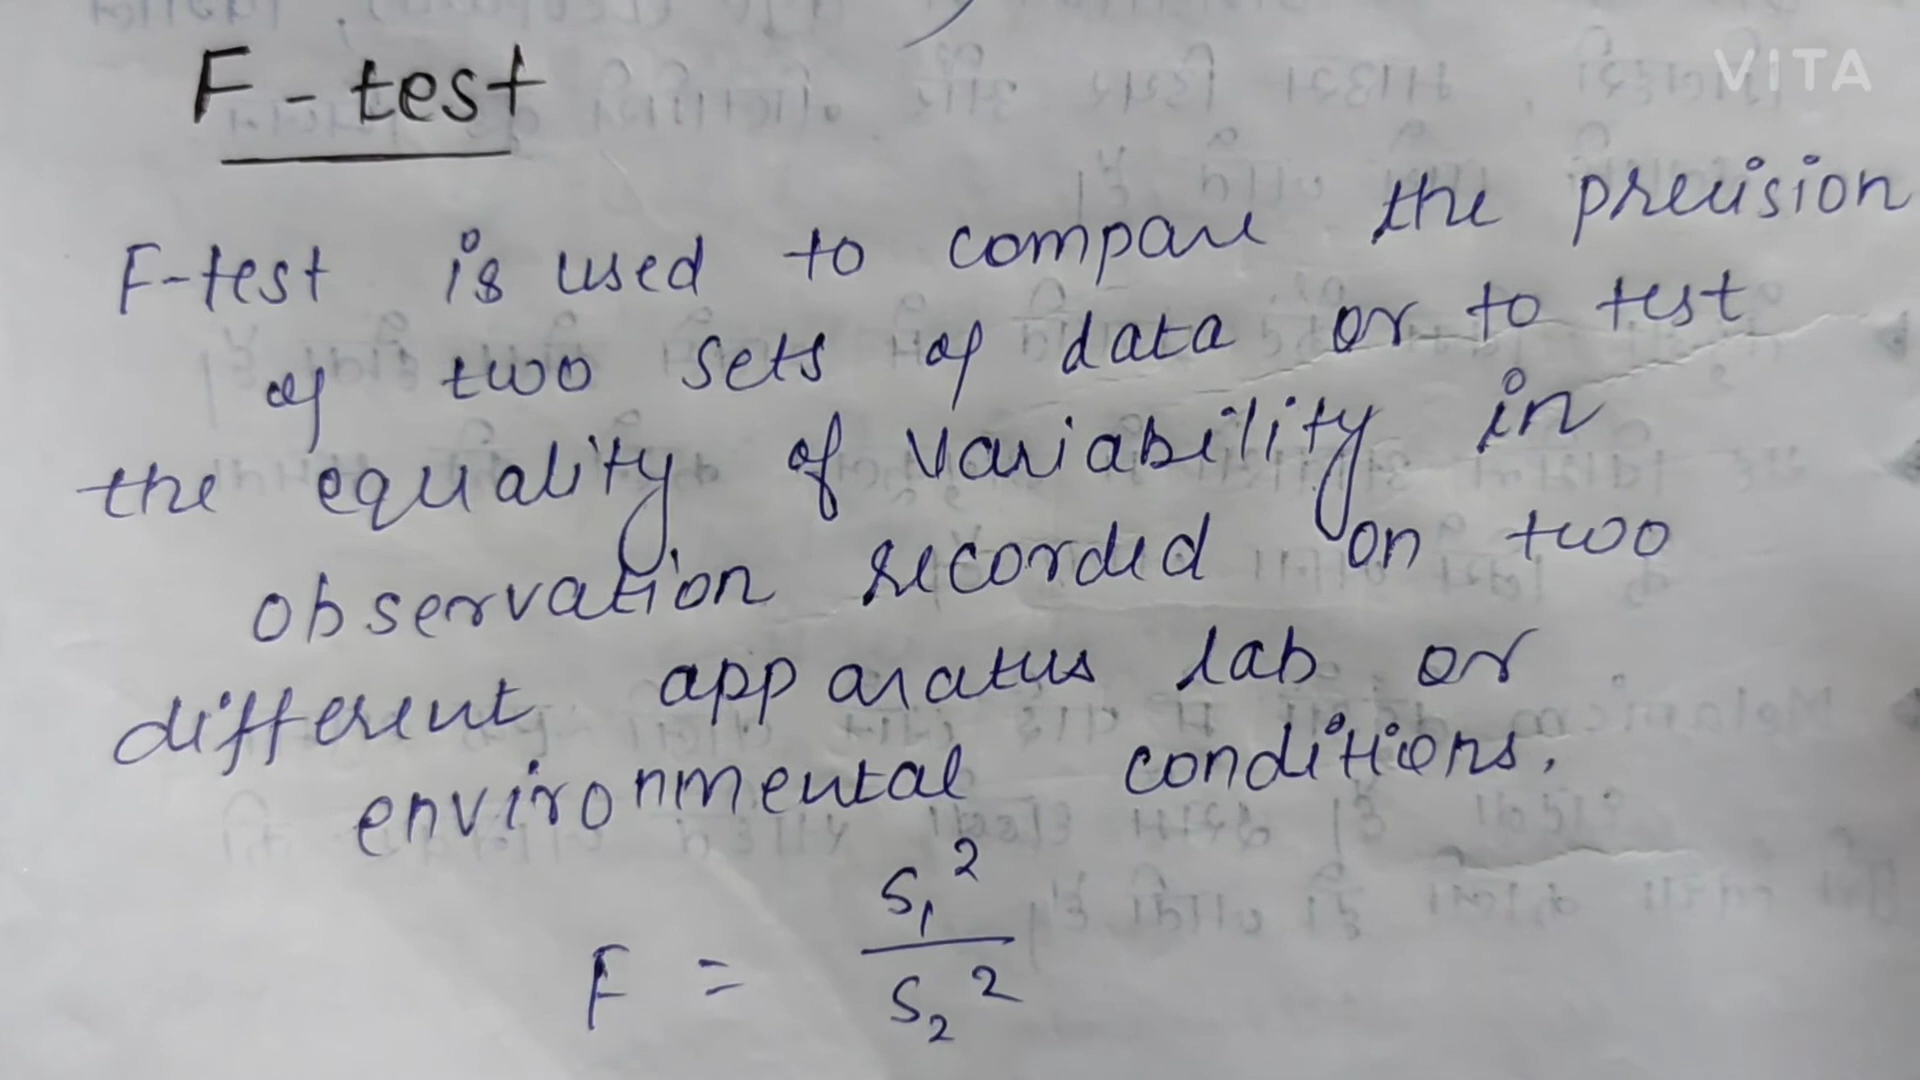 VITA
F-test
F-test is used to compare the precision
of two sets of data or to test
the equality of variability in
observation recorded on two
different apparatus lab or
environmental conditions.
F = S₁² / S₂²